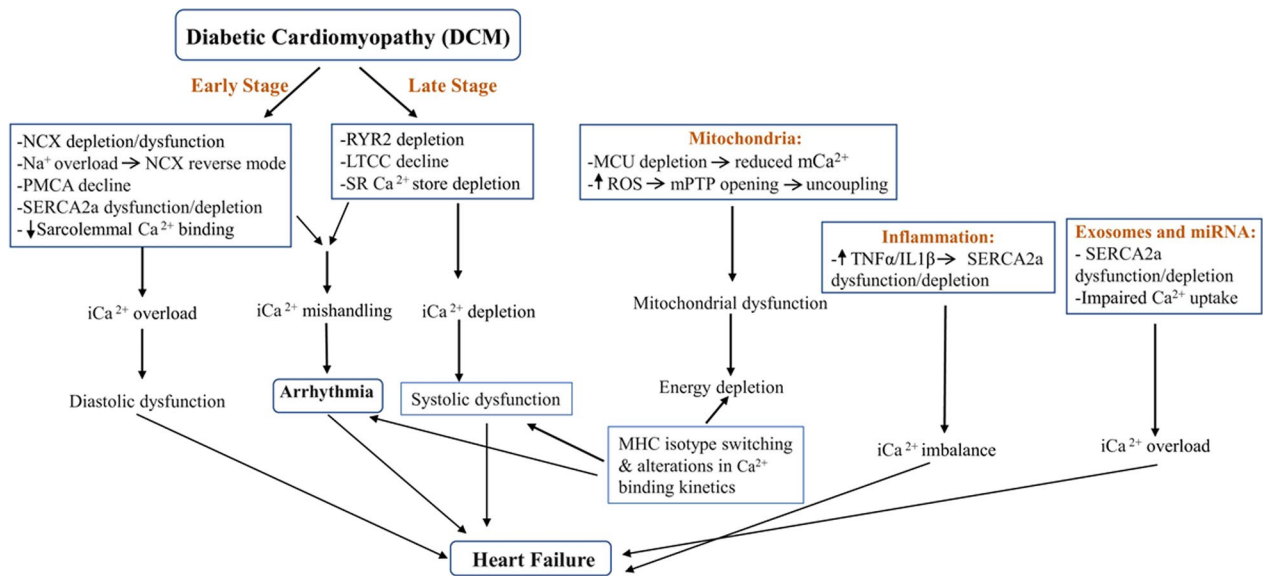 Diabetic Cardiomyopathy (DCM)
Early Stage
Late Stage
-NCX depletion/dysfunction
-Na⁺ overload → NCX reverse mode
-PMCA decline
-SERCA2a dysfunction/depletion
-↓Sarcolemmal Ca²⁺ binding
-RYR2 depletion
-LTCC decline
-SR Ca²⁺ store depletion
Mitochondria:
-MCU depletion → reduced mCa²⁺
-↑ROS → mPTP opening → uncoupling
Inflammation:
-↑TNFα/IL1β→ SERCA2a
dysfunction/depletion
Exosomes and miRNA:
- SERCA2a
dysfunction/depletion
-Impaired Ca²⁺ uptake
iCa²⁺ overload
iCa²⁺ mishandling
iCa²⁺ depletion
Mitochondrial dysfunction
Diastolic dysfunction
Arrhythmia
Systolic dysfunction
Energy depletion
MHC isotype switching
& alterations in Ca²⁺
binding kinetics
iCa²⁺ imbalance
iCa²⁺ overload
Heart Failure